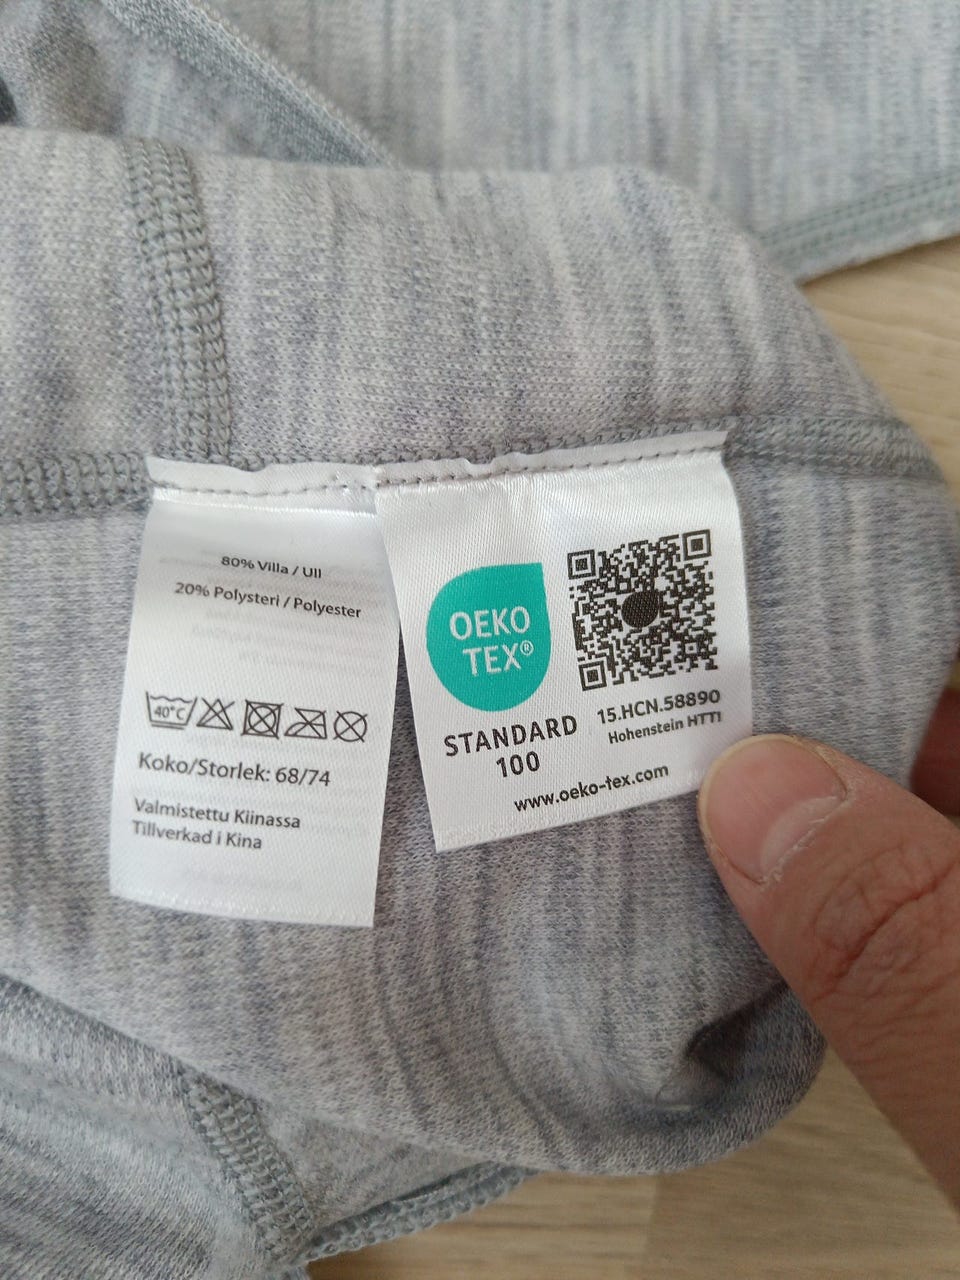 80% Villa / Ull
20% Polysteri / Polyester
40°C
Koko/Storlek: 68/74
Valmistettu Kiinassa
Tillverkad i Kina
OEKO
TEX®
STANDARD
100
15.HCN.58890
Hohenstein HTTI
www.oeko-tex.com